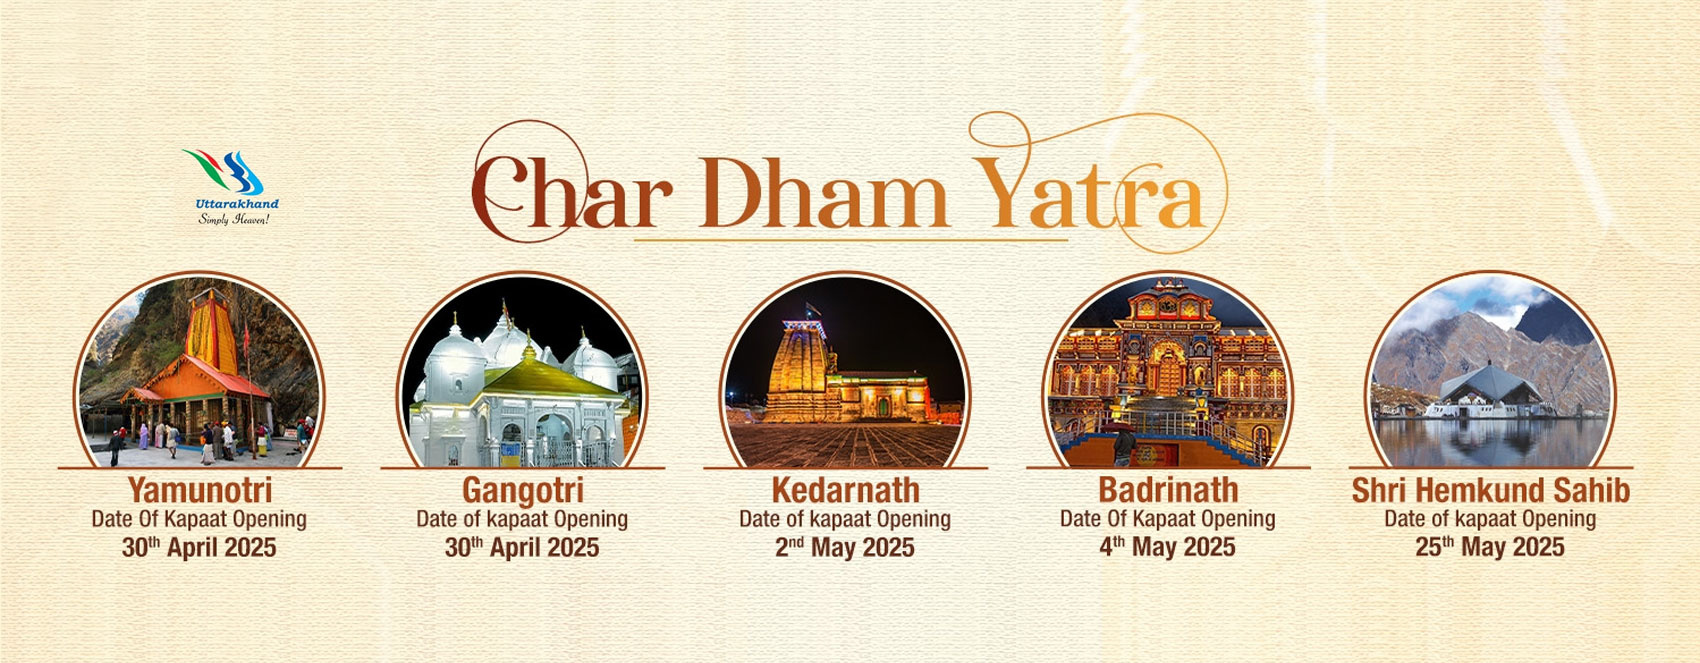 Uttarakhand
Simply Heaven!
Char Dham Yatra
Yamunotri
Date Of Kapaat Opening
30th April 2025
Gangotri
Date of kapaat Opening
30th April 2025
Kedarnath
Date of kapaat Opening
2nd May 2025
Badrinath
Date Of Kapaat Opening
4th May 2025
Shri Hemkund Sahib
Date of kapaat Opening
25th May 2025